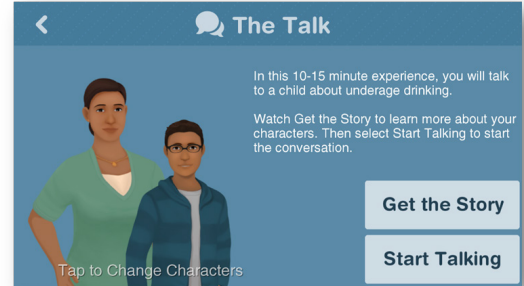 The Talk
In this 10-15 minute experience, you will talk
to a child about underage drinking.
Watch Get the Story to learn more about your
characters. Then select Start Talking to start
the conversation.
Get the Story
Start Talking
Tap to Change Characters